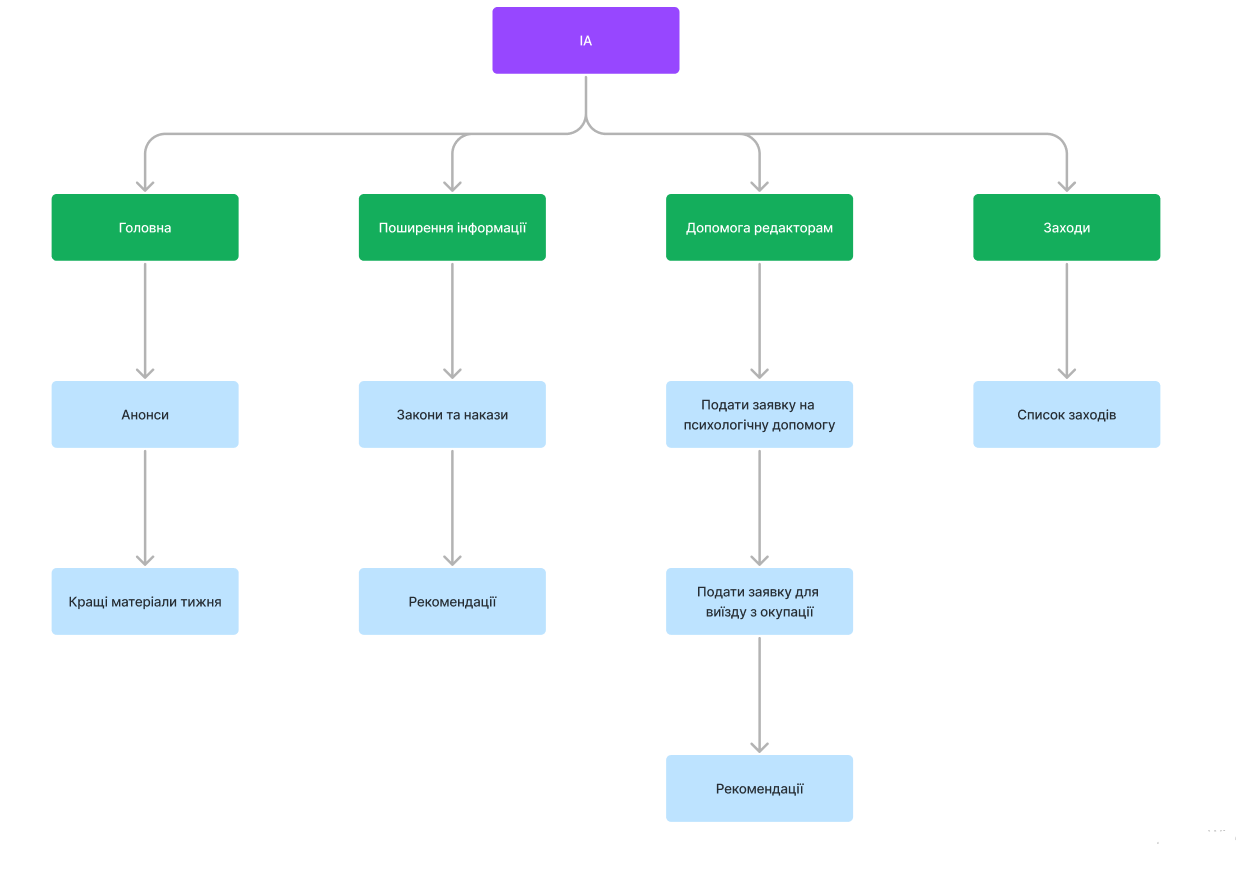 IA
Головна
Поширення інформації
Допомога редакторам
Заходи
Анонси
Закони та накази
Подати заявку на
психологічну допомогу
Список заходів
Кращі матеріали тижня
Рекомендації
Подати заявку для
виїзду з окупації
Рекомендації